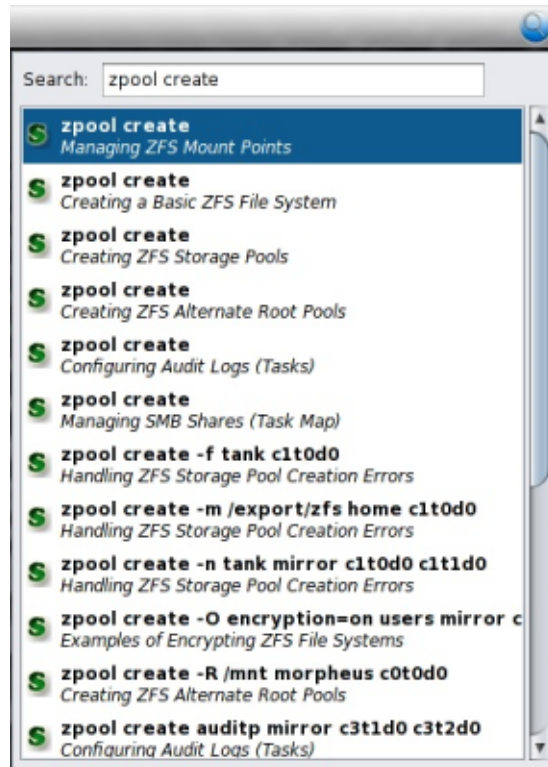 Search: zpool create
S zpool create
Managing ZFS Mount Points
S zpool create
Creating a Basic ZFS File System
S zpool create
Creating ZFS Storage Pools
S zpool create
Creating ZFS Alternate Root Pools
S zpool create
Configuring Audit Logs (Tasks)
S zpool create
Managing SMB Shares (Task Map)
S zpool create -f tank c1t0d0
Handling ZFS Storage Pool Creation Errors
S zpool create -m /export/zfs home c1t0d0
Handling ZFS Storage Pool Creation Errors
S zpool create -n tank mirror c1t0d0 c1t1d0
Handling ZFS Storage Pool Creation Errors
S zpool create -O encryption=on users mirror c
Examples of Encrypting ZFS File Systems
S zpool create -R /mnt morpheus c0t0d0
Creating ZFS Alternate Root Pools
S zpool create auditp mirror c3t1d0 c3t2d0
Configuring Audit Logs (Tasks)